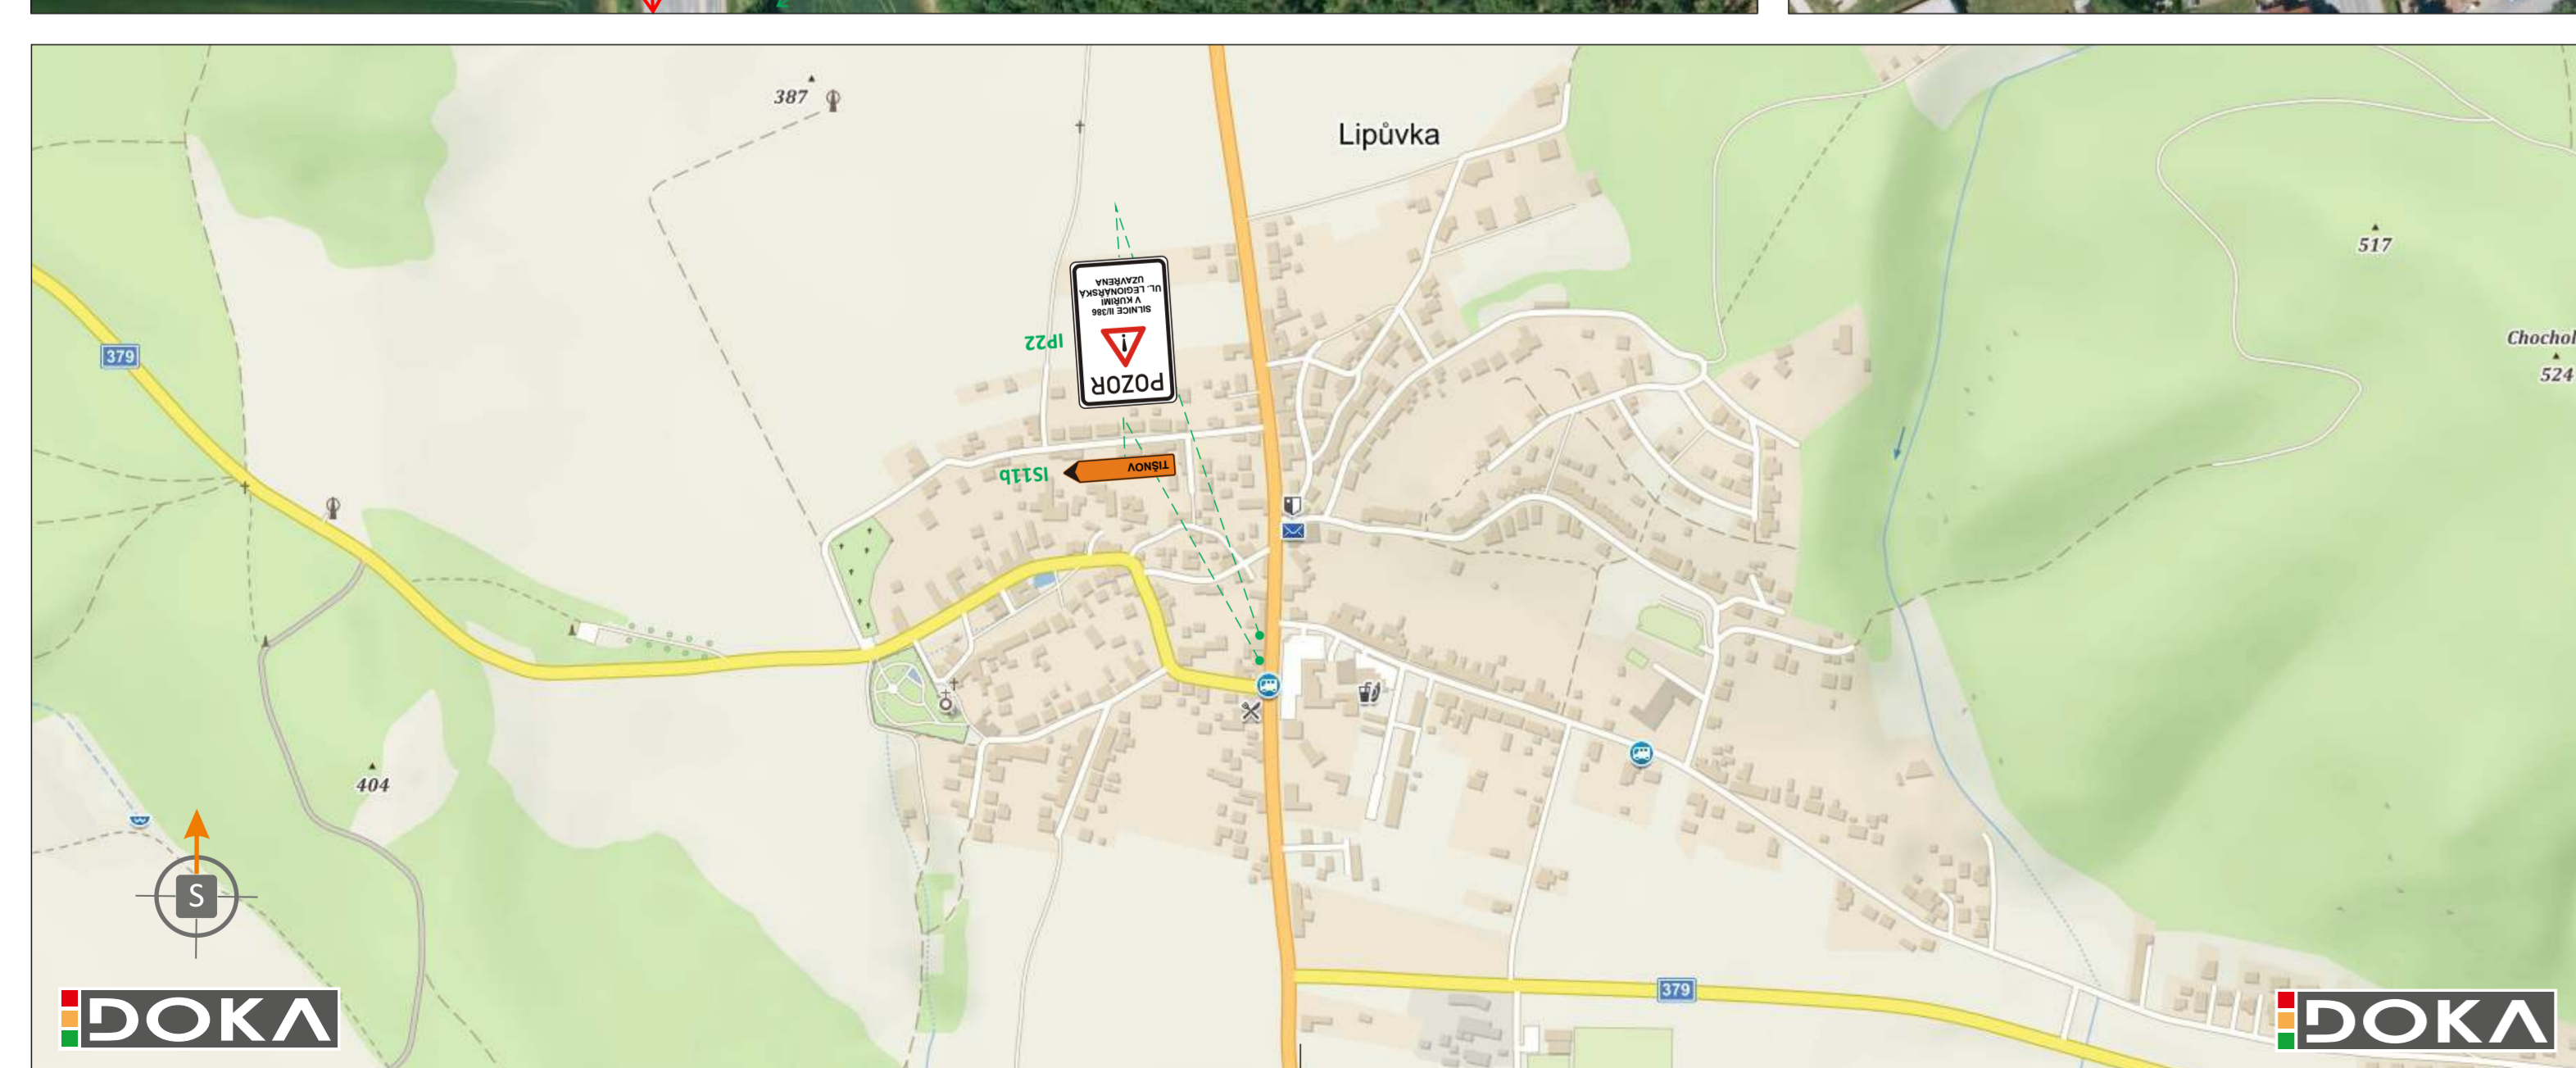 387
Lipůvka
517
UZAVŘENA
UL. LEGIONÁŘSKÁ
V KUŘIMI
SILNICE II/386
POZOR
IP22
379
524
TIŠNOV
IS11b
404
S
379
DOKA
DOKA